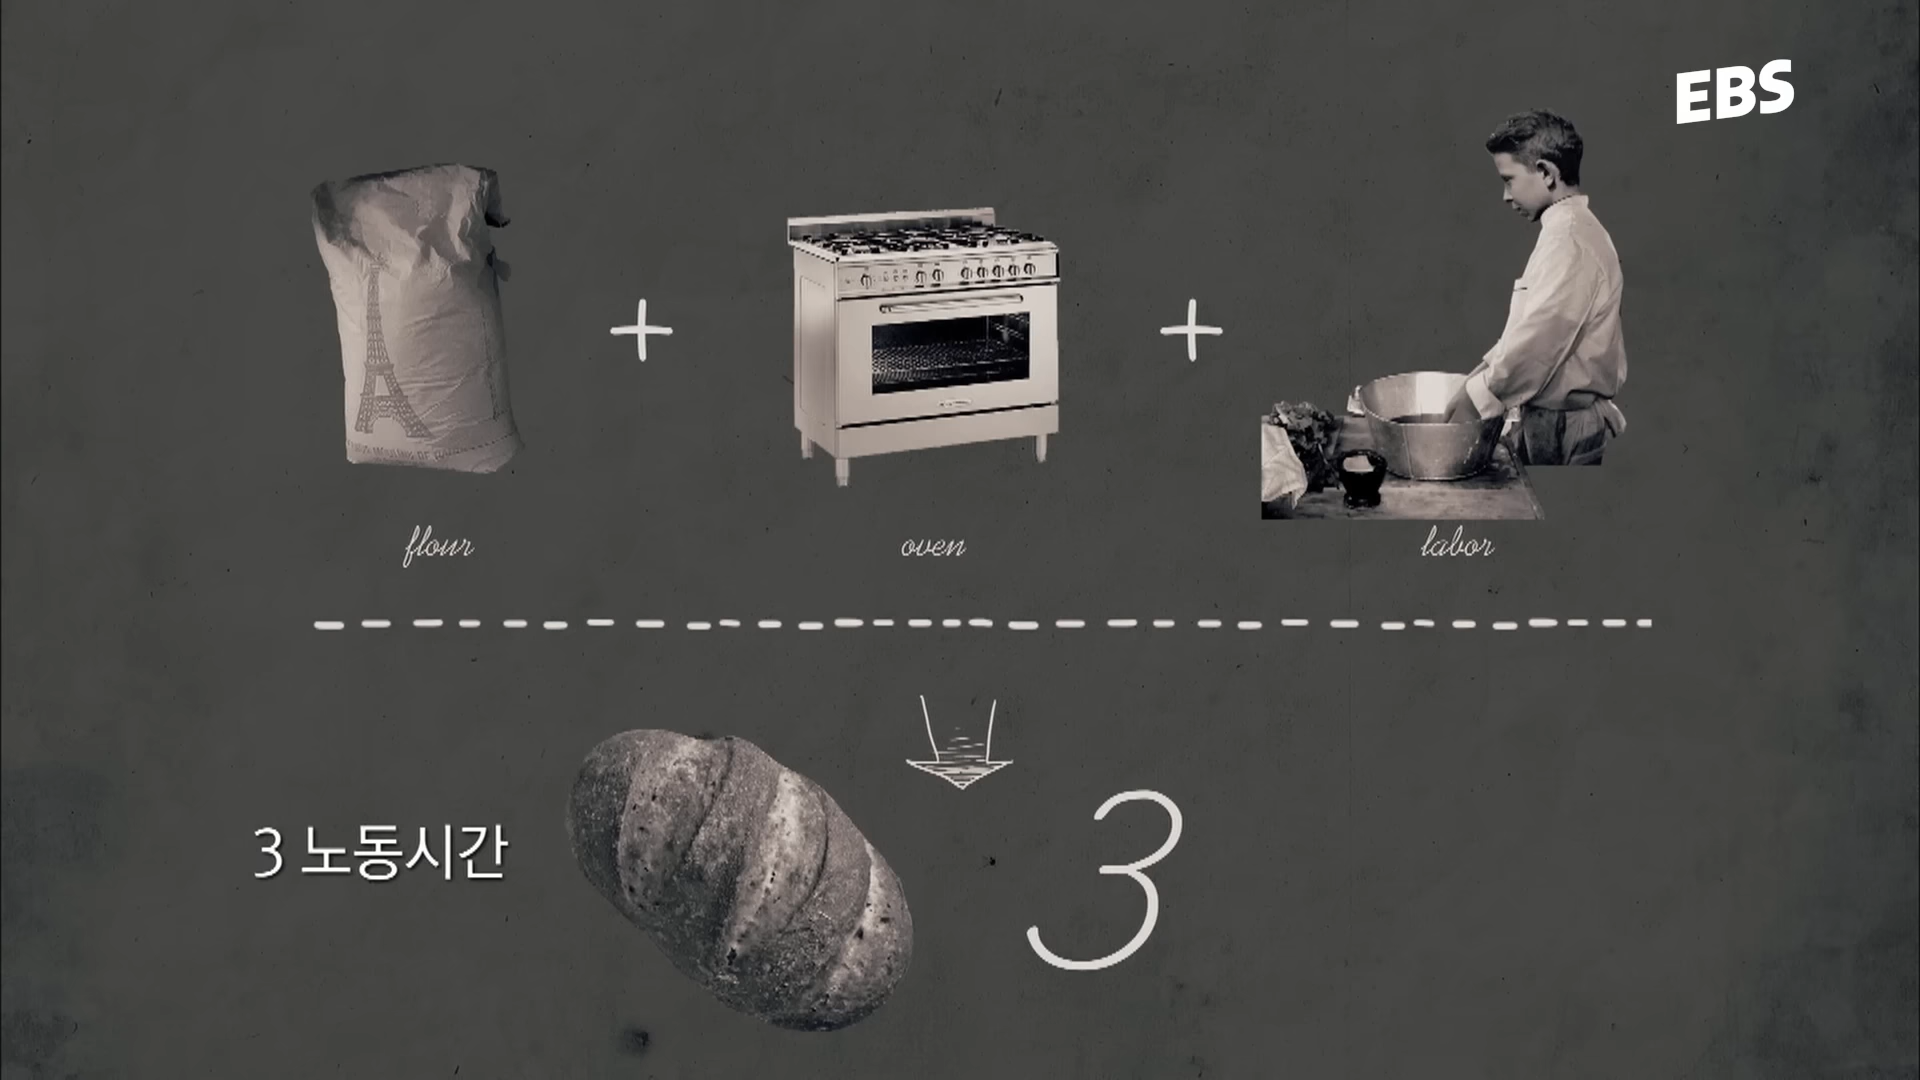 EBS
+ +
flour oven labor
3 노동시간
3